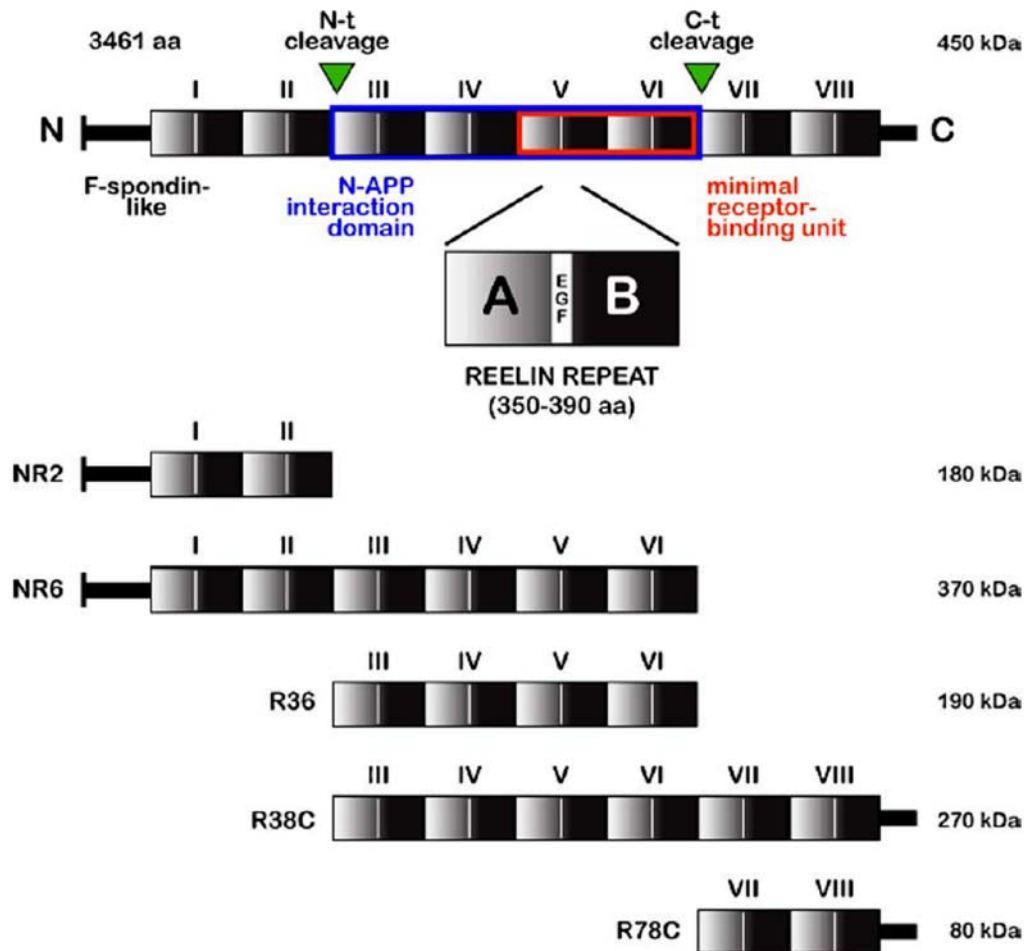 N-t
cleavage
C-t
cleavage
3461 aa
450 kDa
I II III IV V VI VII VIII
N
C
F-spondin-
like
N-APP
interaction
domain
minimal
receptor-
binding unit
A
EGF
B
REELIN REPEAT
(350-390 aa)
I II
NR2
180 kDa
I II III IV V VI
NR6
370 kDa
III IV V VI
R36
190 kDa
III IV V VI VII VIII
R38C
270 kDa
VII VIII
R78C
80 kDa